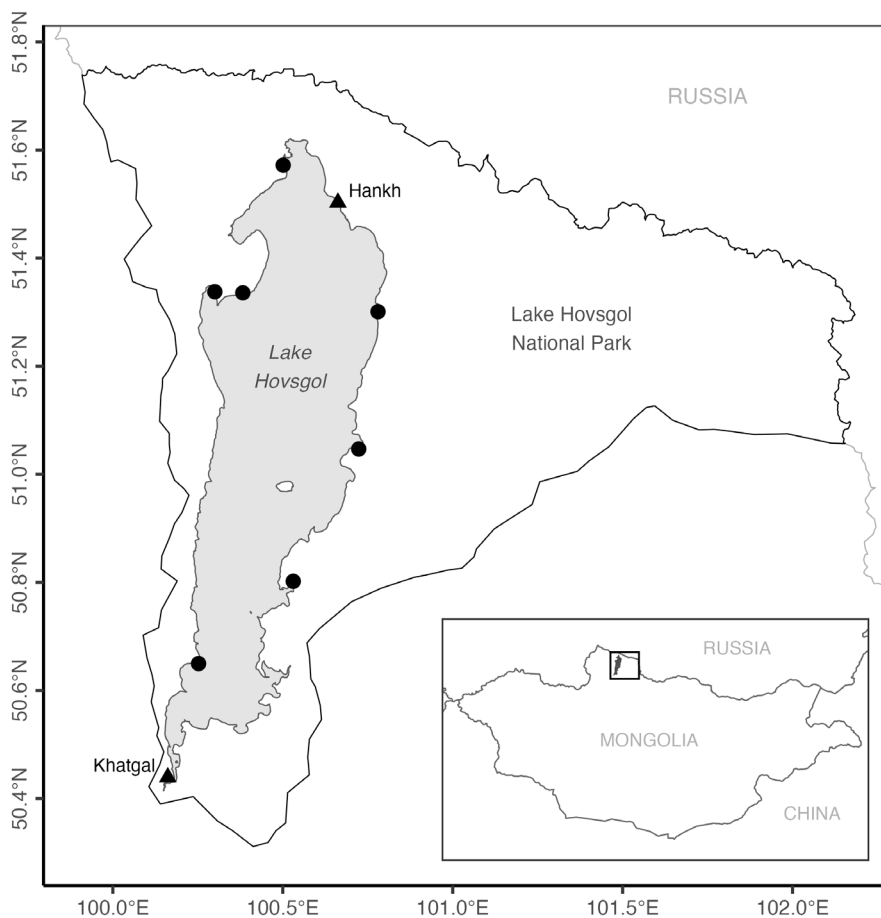 51.8°N
51.6°N
51.4°N
51.2°N
51.0°N
50.8°N
50.6°N
50.4°N
RUSSIA
Hankh
Lake Hovsgol
National Park
Lake
Hovsgol
Khatgal
RUSSIA
MONGOLIA
CHINA
100.0°E
100.5°E
101.0°E
101.5°E
102.0°E